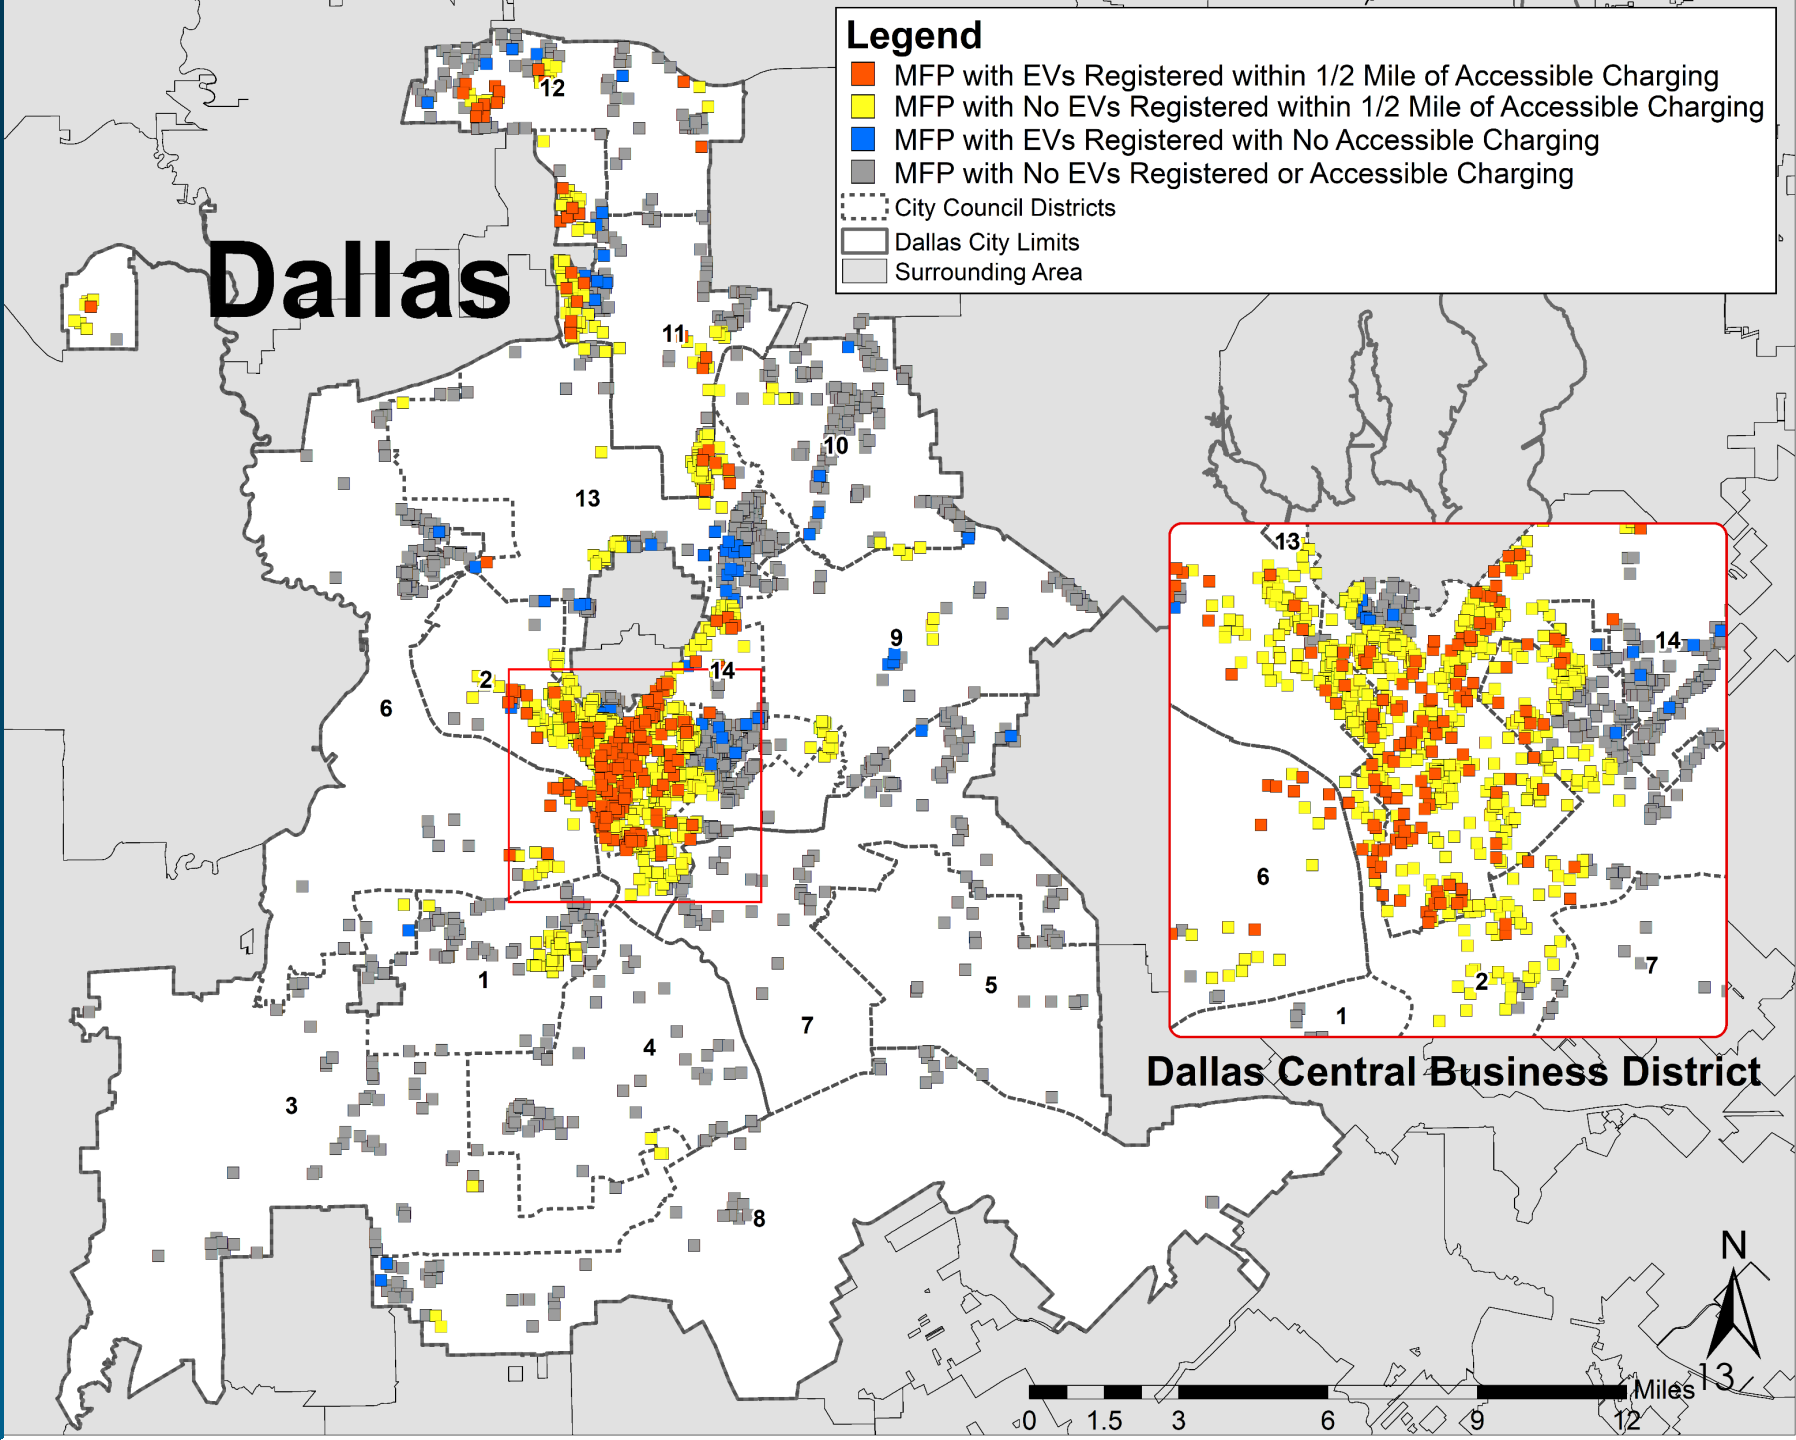 Legend
MFP with EVs Registered within 1/2 Mile of Accessible Charging
MFP with No EVs Registered within 1/2 Mile of Accessible Charging
MFP with EVs Registered with No Accessible Charging
MFP with No EVs Registered or Accessible Charging
City Council Districts
Dallas City Limits
Surrounding Area
12
Dallas
11
10
13
9
14
2
6
1
5
7
4
3
8
13
14
6
7
2
1
Dallas Central Business District
N
13
Miles
0 1.5 3 6 9 12